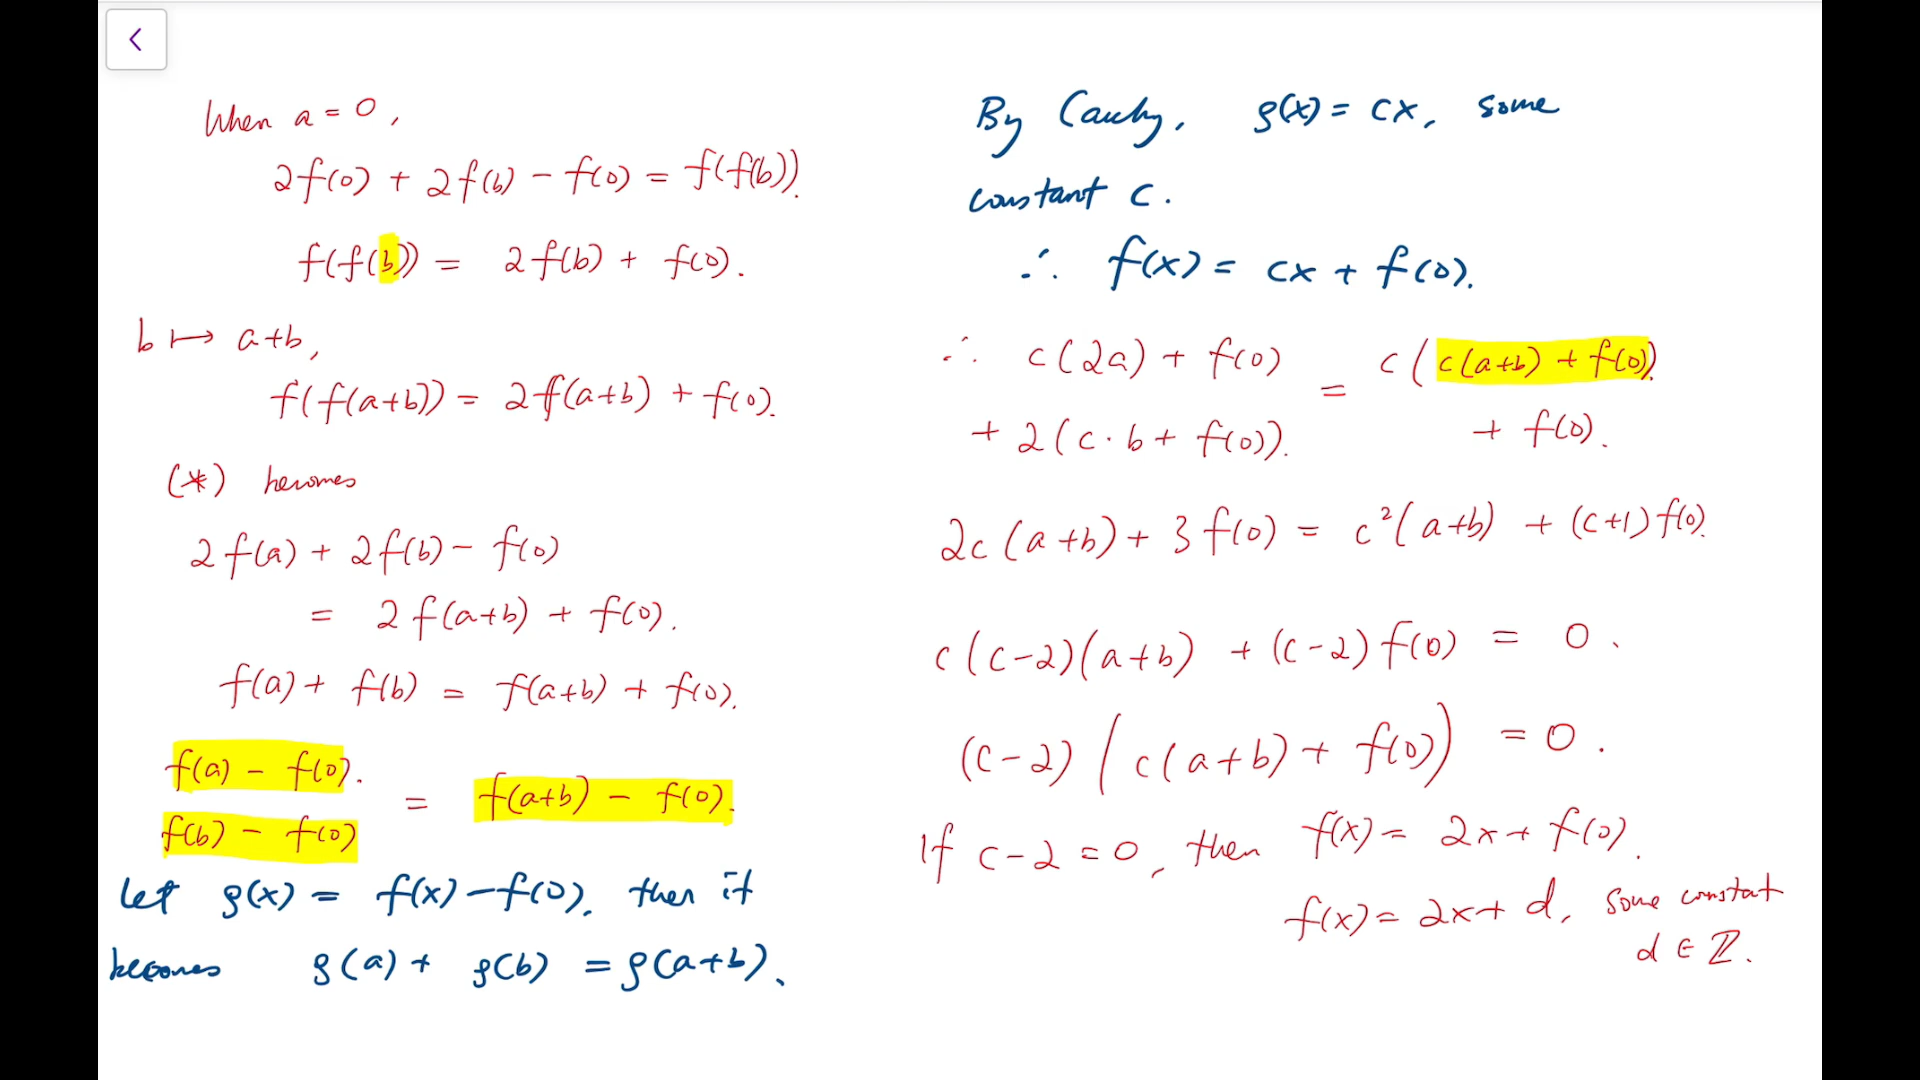 When a = 0,
2f(0) + 2f(b) - f(0) = f(f(b)).
f(f(b)) = 2f(b) + f(0).
b ↦ a+b,
f(f(a+b)) = 2f(a+b) + f(0).
(*) becomes
2f(a) + 2f(b) - f(0)
= 2f(a+b) + f(0).
f(a) + f(b) = f(a+b) + f(0).
f(a) - f(0).
= f(a+b) - f(0).
f(b) - f(0)
Let g(x) = f(x) - f(0), then it
becomes g(a) + g(b) = g(a+b).
By Cauchy, g(x) = cx, some
constant c.
∴ f(x) = cx + f(0).
∴ c(2a) + f(0) = c(c(a+b) + f(0))
+ 2(c·b + f(0)). + f(0).
2c(a+b) + 3f(0) = c²(a+b) + (c+1)f(0).
c(c-2)(a+b) + (c-2)f(0) = 0.
(c-2)(c(a+b) + f(0)) = 0.
If c-2 = 0, then f(x) = 2x + f(0).
f(x) = 2x + d, some constat
d ∈ ℤ.